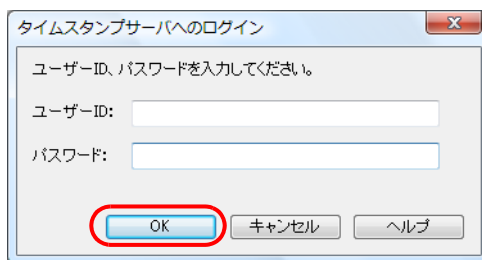 タイムスタンプサーバへのログイン
ユーザーID、パスワードを入力してください。
ユーザーID:
パスワード:
OK キャンセル ヘルプ